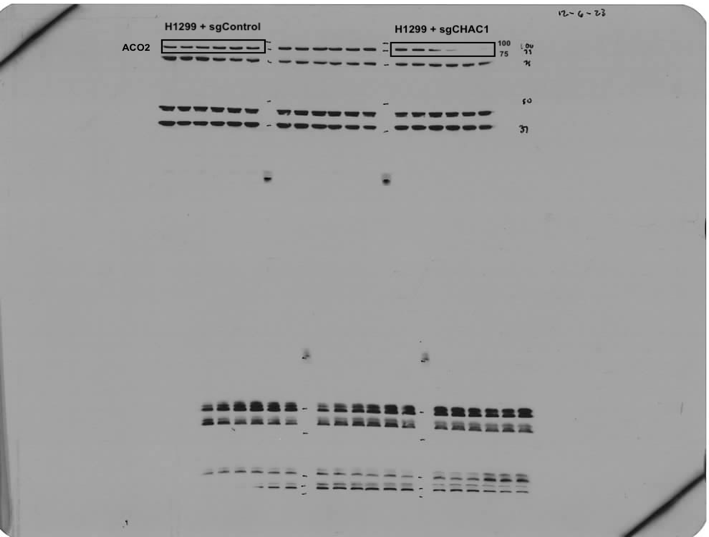 12-6-23
H1299 + sgControl
H1299 + sgCHAC1
ACO2
100
75
50
37